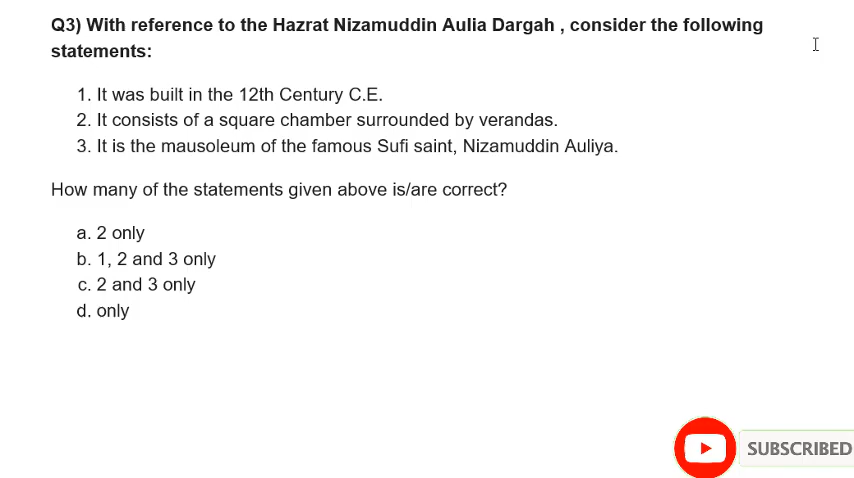 Q3) With reference to the Hazrat Nizamuddin Aulia Dargah , consider the following
statements:
1. It was built in the 12th Century C.E.
2. It consists of a square chamber surrounded by verandas.
3. It is the mausoleum of the famous Sufi saint, Nizamuddin Auliya.
How many of the statements given above is/are correct?
a. 2 only
b. 1, 2 and 3 only
c. 2 and 3 only
d. only
SUBSCRIBED